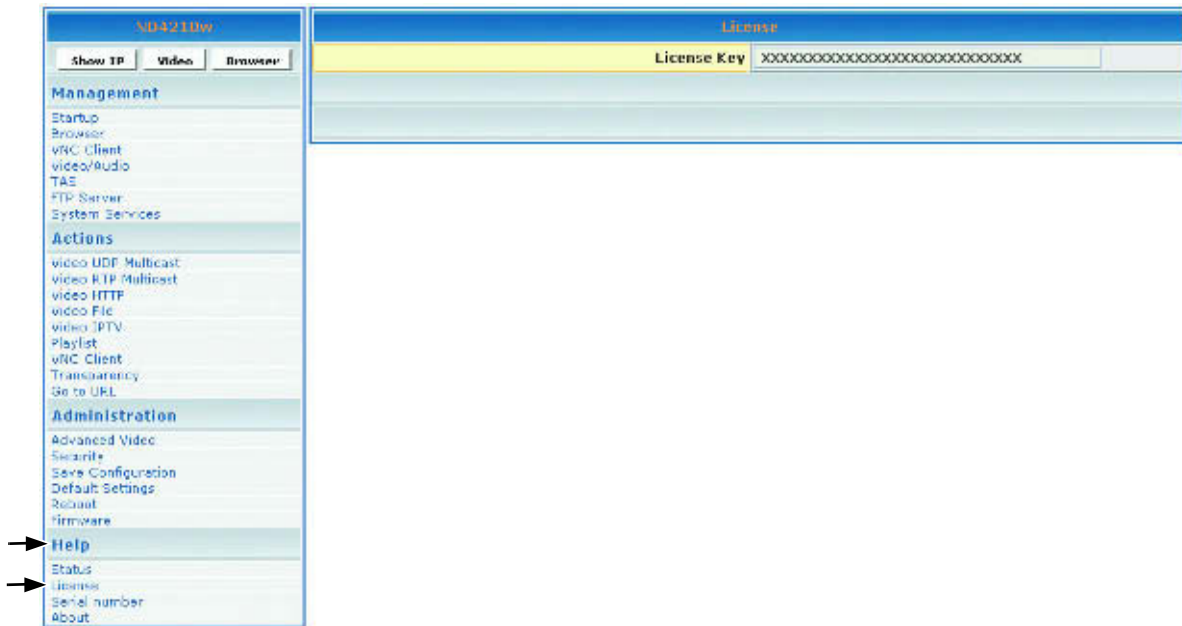 ND4210w
Show IP Video Browser
Management
Startup
Browser
VNC Client
Video/Audio
TAE
FTP Server
System Services
Actions
Video UDP Multicast
Video RTP Multicast
Video HTTP
Video File
Video IPTV
Playlist
VNC Client
Transparency
Go to URL
Administration
Advanced Video
Security
Save Configuration
Default Settings
Reboot
Firmware
Help
Status
License
Serial number
About
License
License Key XXXXXXXXXXXXXXXXXXXXXXXXXXXX